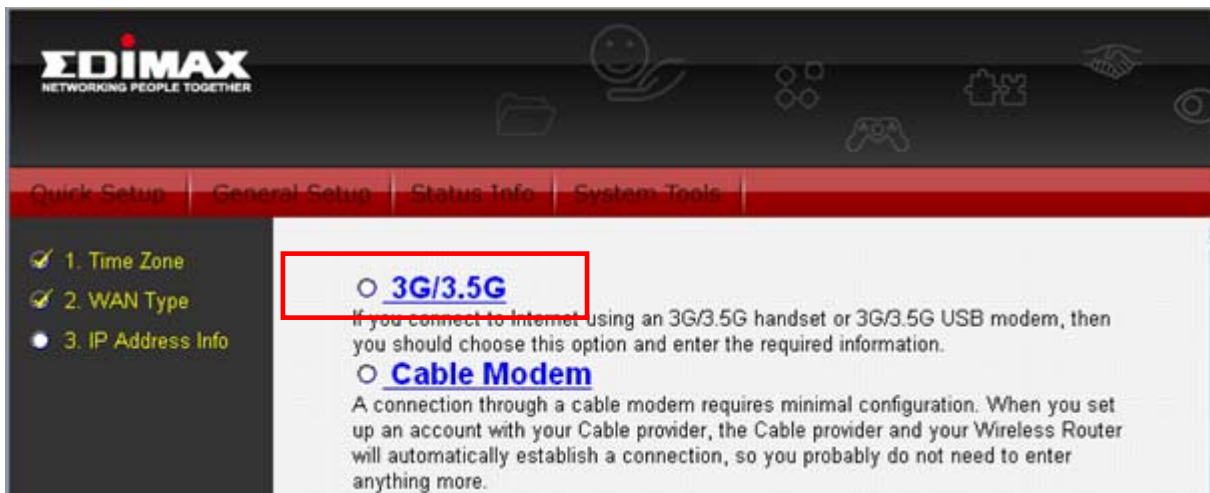 EDIMAX
NETWORKING PEOPLE TOGETHER
Quick Setup
General Setup
Status Info
System Tools
1. Time Zone
2. WAN Type
3. IP Address Info
3G/3.5G
If you connect to Internet using an 3G/3.5G handset or 3G/3.5G USB modem, then
you should choose this option and enter the required information.
Cable Modem
A connection through a cable modem requires minimal configuration. When you set
up an account with your Cable provider, the Cable provider and your Wireless Router
will automatically establish a connection, so you probably do not need to enter
anything more.